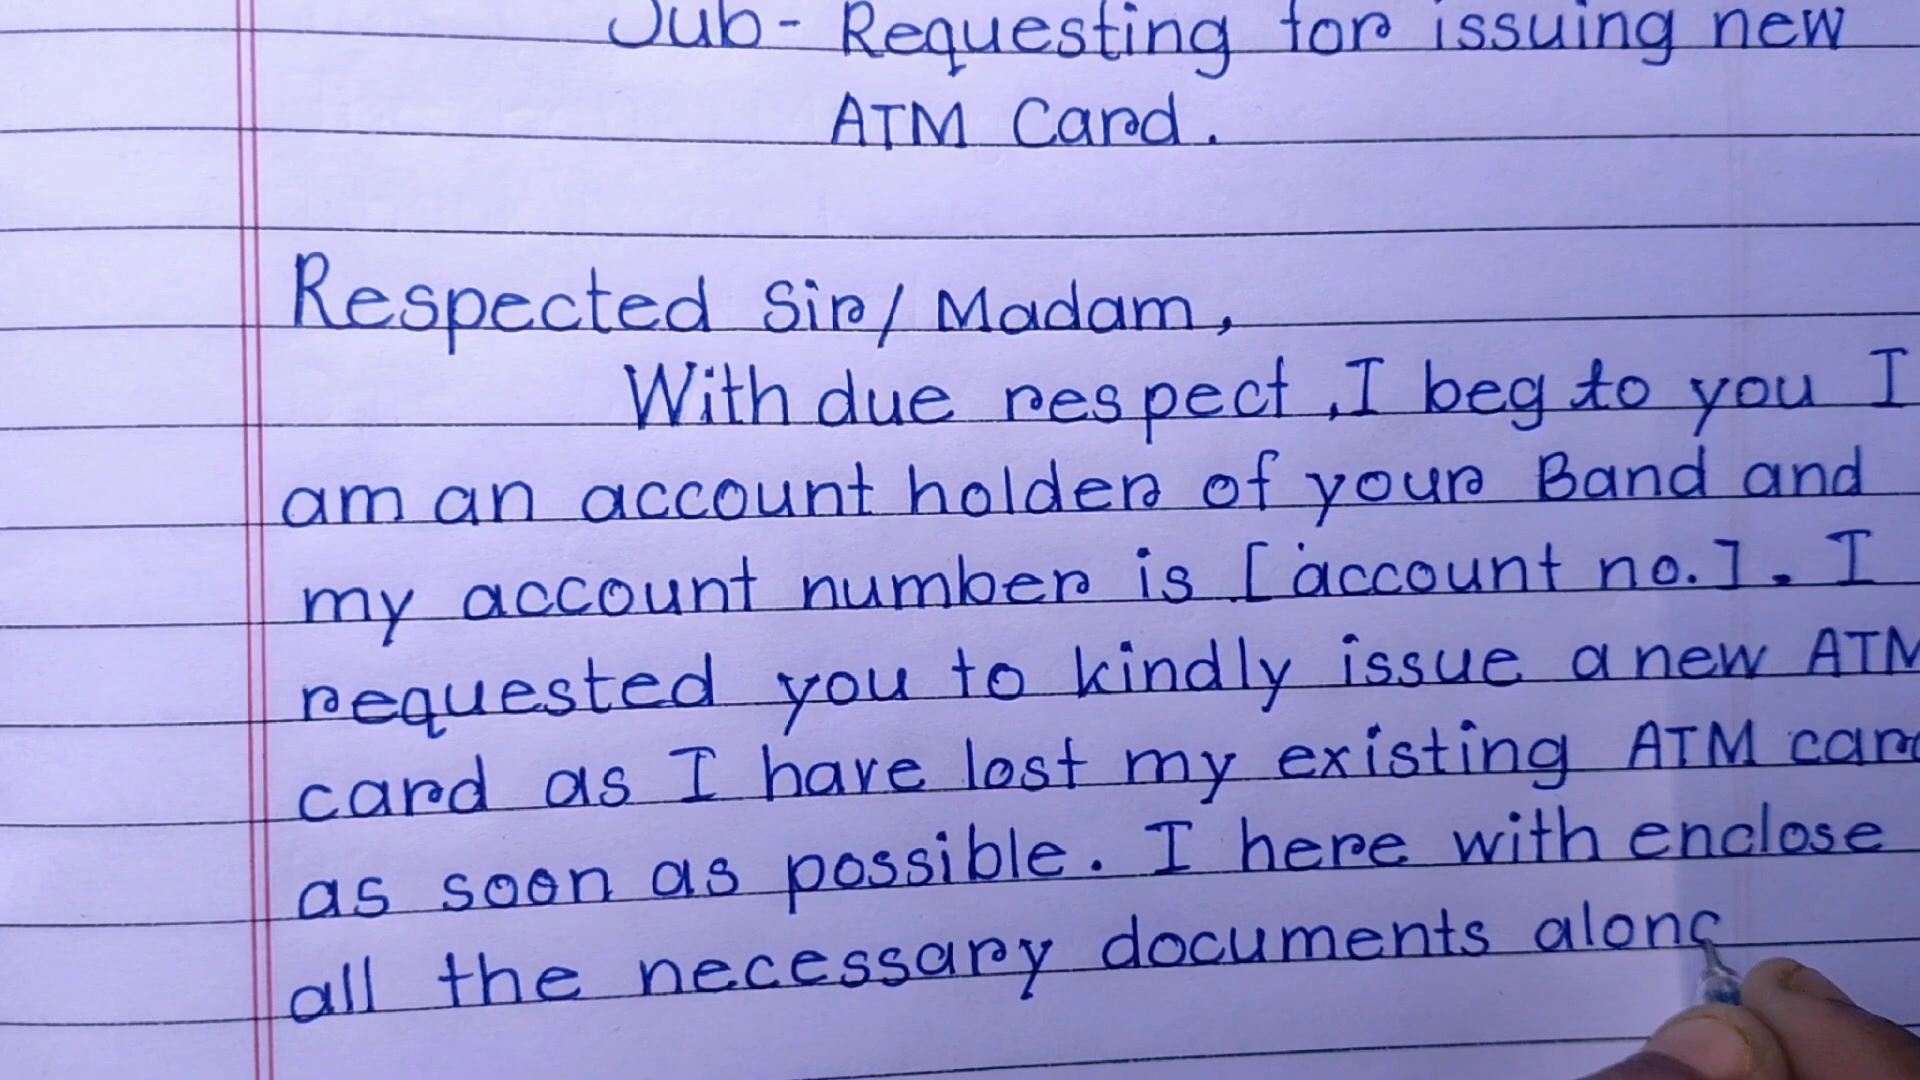 Sub- Requesting for issuing new
ATM Card.
Respected Sir/ Madam,
With due respect, I beg to you I
am an account holder of your Band and
my account number is [account no.]. I
requested you to kindly issue a new ATM
card as I have lost my existing ATM card
as soon as possible. I here with enclose
all the necessary documents along